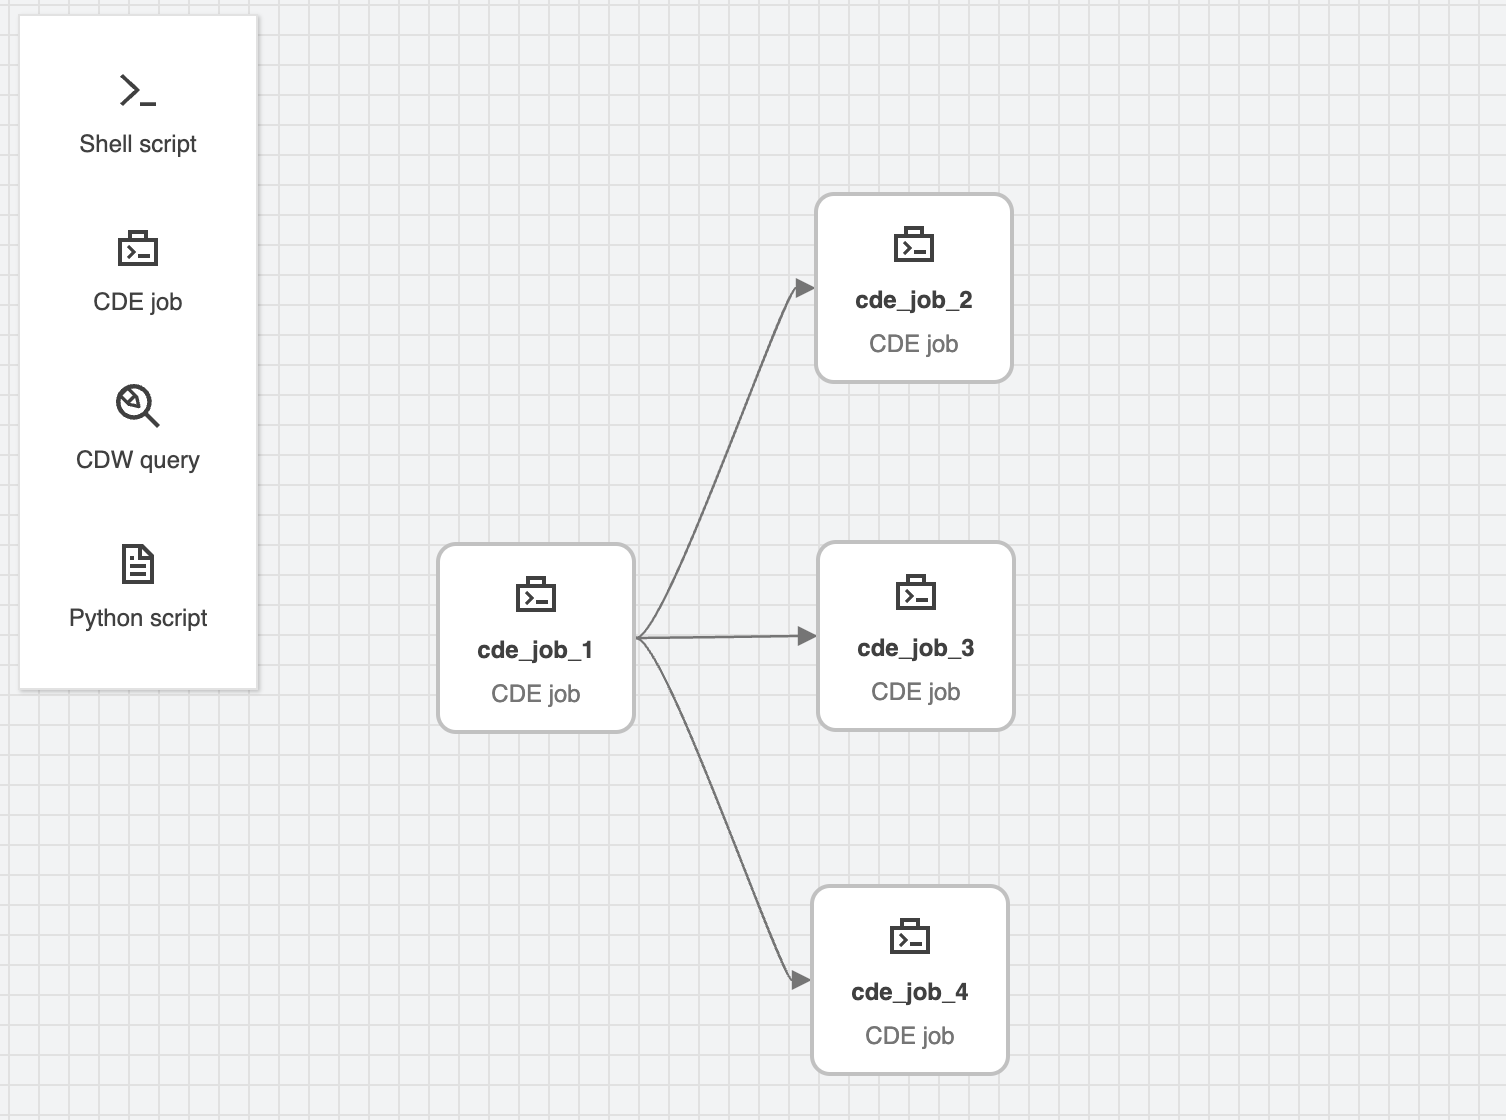 Shell script
CDE job
CDW query
Python script
cde_job_1
CDE job
cde_job_2
CDE job
cde_job_3
CDE job
cde_job_4
CDE job